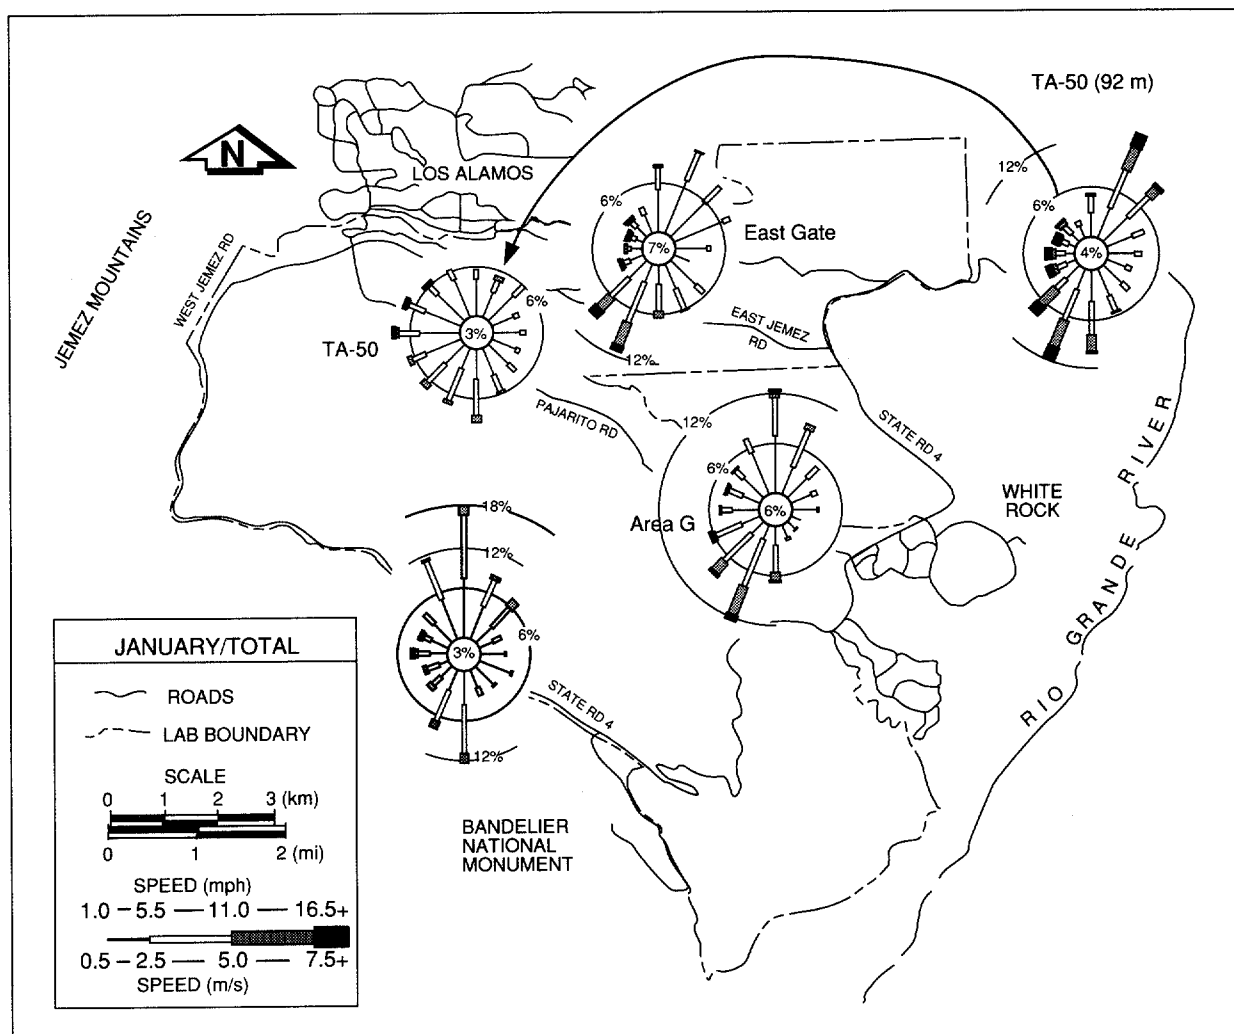 TA-50 (92 m)
N
LOS ALAMOS
12%
6%
6%
East Gate
7%
4%
JEMEZ MOUNTAINS
WEST JEMEZ RD
6%
TA-50
3%
EAST JEMEZ
RD
12%
PAJARITO RD
12%
STATE RD 4
6%
Area G
6%
WHITE
ROCK
RIO GRANDE RIVER
18%
12%
6%
3%
12%
STATE RD 4
BANDELIER
NATIONAL
MONUMENT
JANUARY/TOTAL
ROADS
LAB BOUNDARY
SCALE
0 1 2 3 (km)
0 1 2 (mi)
SPEED (mph)
1.0 – 5.5 — 11.0 — 16.5+
0.5 – 2.5 — 5.0 — 7.5+
SPEED (m/s)